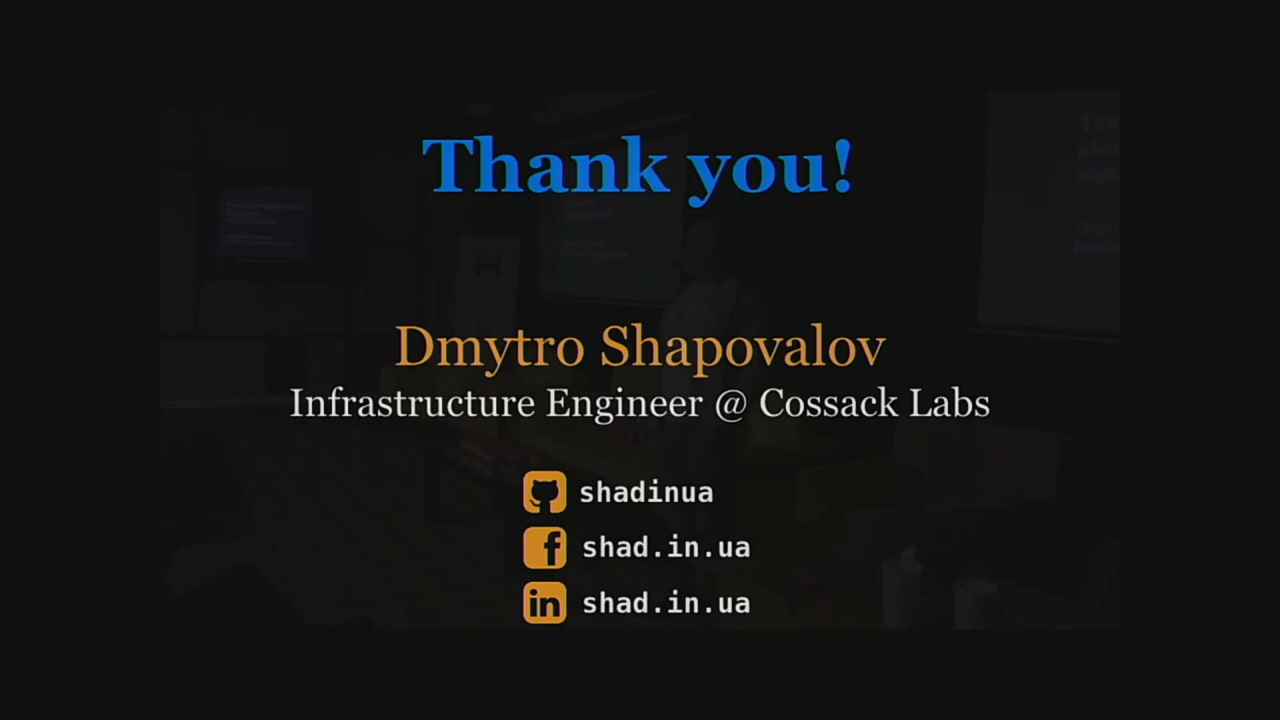 Thank you!
Dmytro Shapovalov
Infrastructure Engineer @ Cossack Labs
shadinua
shad.in.ua
shad.in.ua